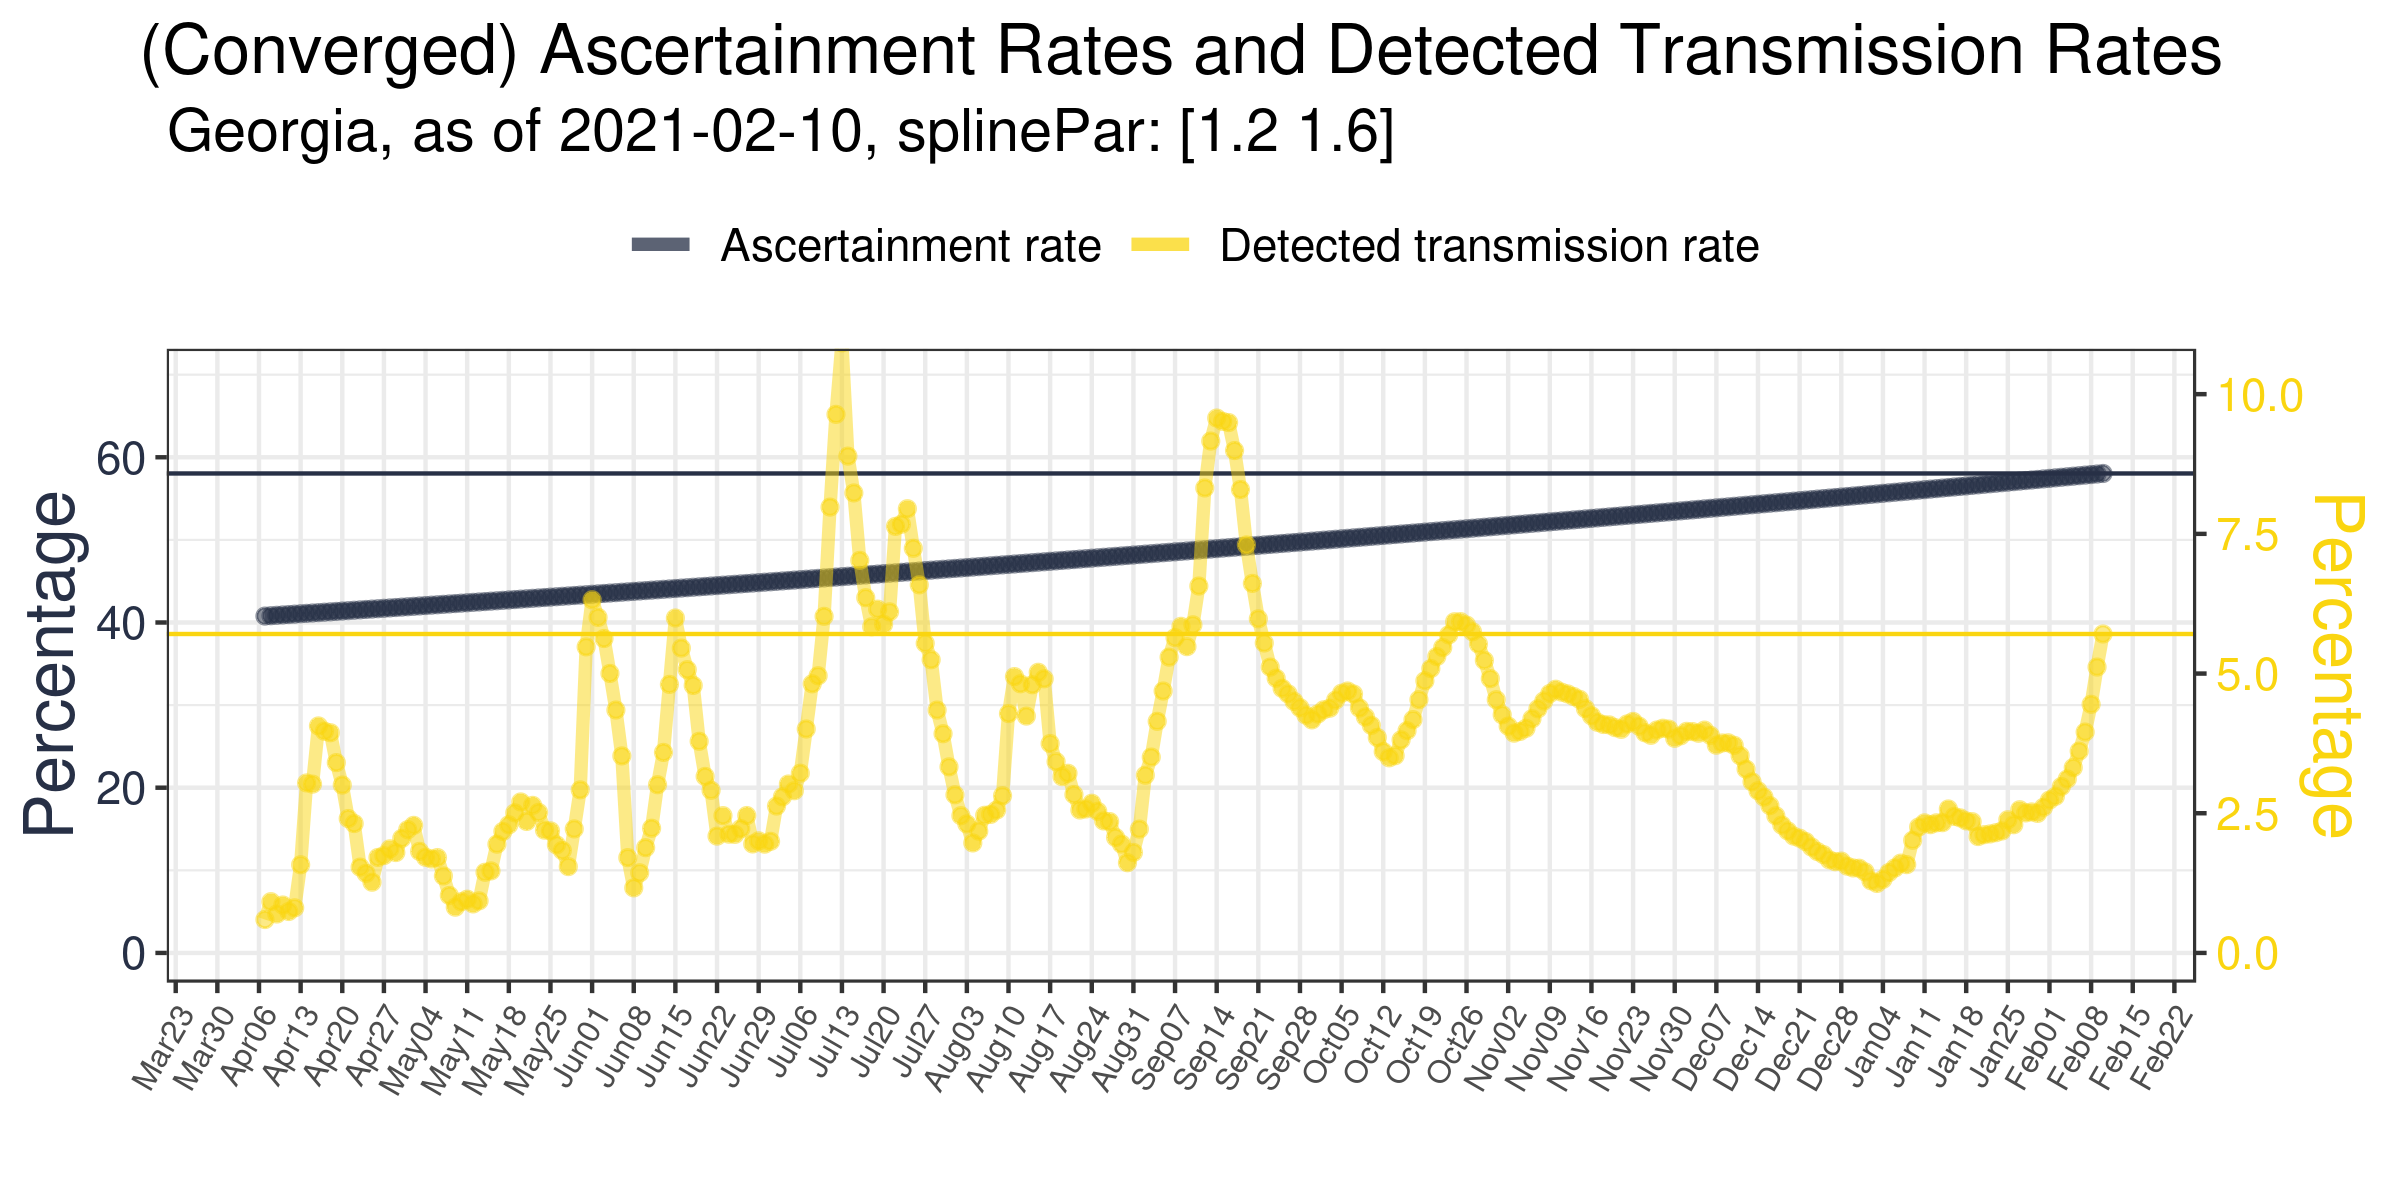 (Converged) Ascertainment Rates and Detected Transmission Rates
Georgia, as of 2021-02-10, splinePar: [1.2 1.6]
Ascertainment rate Detected transmission rate
Percentage
60
40
20
0
10.0
7.5
5.0
2.5
0.0
Percentage
Mar23 Mar30 Apr06 Apr13 Apr20 Apr27 May04 May11 May18 May25 Jun01 Jun08 Jun15 Jun22 Jun29 Jul06 Jul13 Jul20 Jul27 Aug03 Aug10 Aug17 Aug24 Aug31 Sep07 Sep14 Sep21 Sep28 Oct05 Oct12 Oct19 Oct26 Nov02 Nov09 Nov16 Nov23 Nov30 Dec07 Dec14 Dec21 Dec28 Jan04 Jan11 Jan18 Jan25 Feb01 Feb08 Feb15 Feb22